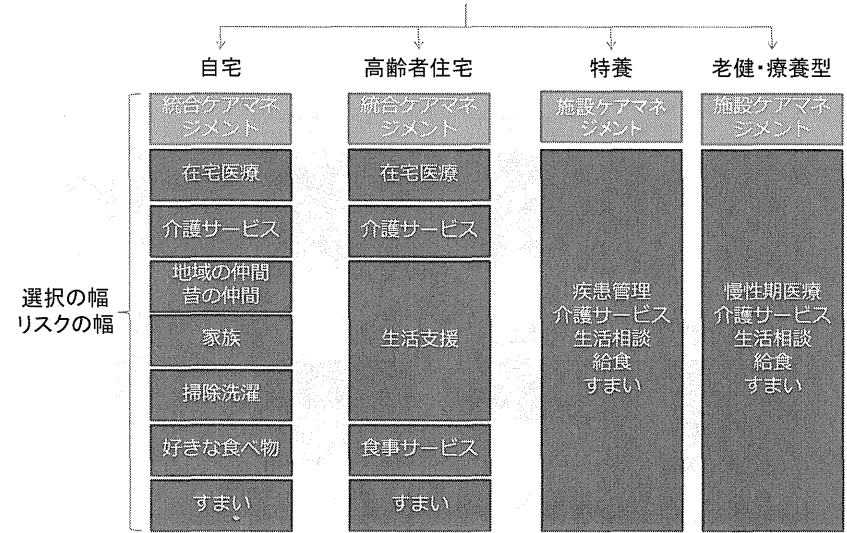 自宅
高齢者住宅
特養
老健・療養型
選択の幅
リスクの幅
統合ケアマネ
ジメント
在宅医療
介護サービス
地域の仲間
昔の仲間
家族
掃除洗濯
好きな食べ物
すまい
統合ケアマネ
ジメント
在宅医療
介護サービス
生活支援
食事サービス
すまい
施設ケアマネ
ジメント
疾患管理
介護サービス
生活相談
給食
すまい
施設ケアマネ
ジメント
慢性期医療
介護サービス
生活相談
給食
すまい